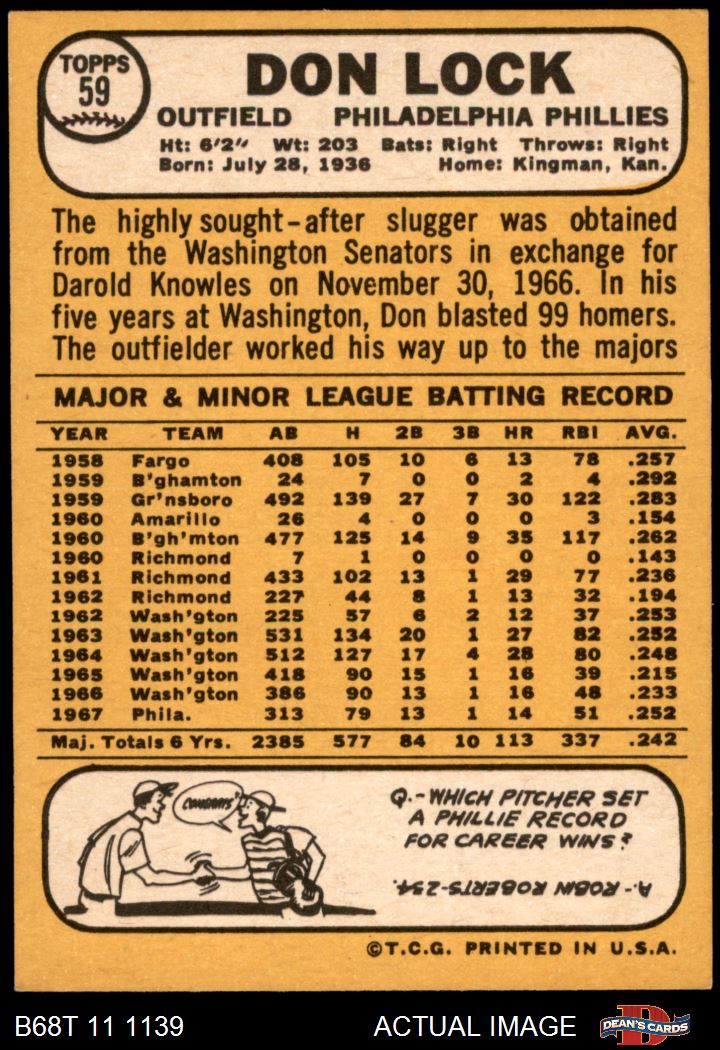 TOPPS
59
DON LOCK
OUTFIELD PHILADELPHIA PHILLIES
Ht: 6'2" Wt: 203 Bats: Right Throws: Right
Born: July 28, 1936 Home: Kingman, Kan.
The highly sought-after slugger was obtained
from the Washington Senators in exchange for
Darold Knowles on November 30, 1966. In his
five years at Washington, Don blasted 99 homers.
The outfielder worked his way up to the majors
MAJOR & MINOR LEAGUE BATTING RECORD
YEAR TEAM AB H 2B 3B HR RBI AVG.
1958 Fargo 408 105 10 6 13 78 .257
1959 B'ghamton 24 7 0 0 2 4 .292
1959 Gr'nsboro 492 139 27 7 30 122 .283
1960 Amarillo 26 4 0 0 0 3 .154
1960 B'gh'mton 477 125 14 9 35 117 .262
1960 Richmond 7 1 0 0 0 0 .143
1961 Richmond 433 102 13 1 29 77 .236
1962 Richmond 227 44 8 1 13 32 .194
1962 Wash'gton 225 57 6 2 12 37 .253
1963 Wash'gton 531 134 20 1 27 82 .252
1964 Wash'gton 512 127 17 4 28 80 .248
1965 Wash'gton 418 90 15 1 16 39 .215
1966 Wash'gton 386 90 13 1 16 48 .233
1967 Phila. 313 79 13 1 14 51 .252
Maj. Totals 6 Yrs. 2385 577 84 10 113 337 .242
CONGRATS!
Q.-WHICH PITCHER SET
A PHILLIE RECORD
FOR CAREER WINS?
A.-ROBIN ROBERTS-234.
©T.C.G. PRINTED IN U.S.A.
B68T 11 1139 ACTUAL IMAGE
D
DEAN'S CARDS